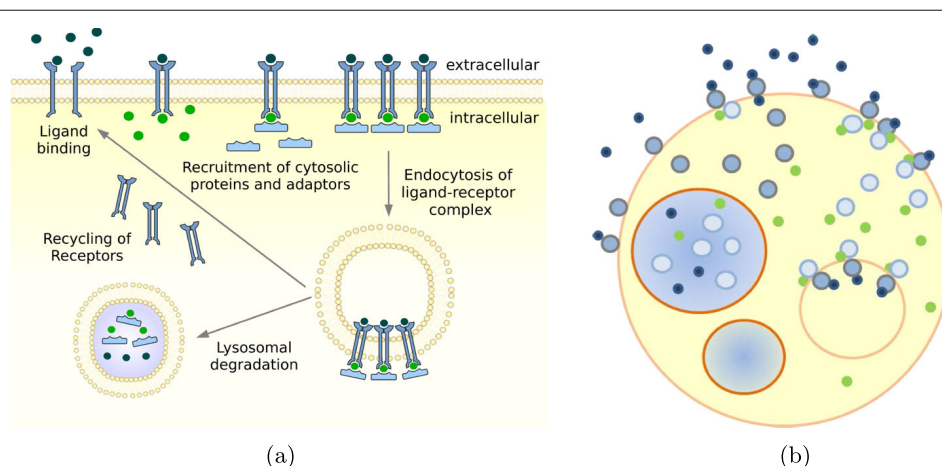 extracellular
intracellular
Ligand
binding
Recruitment of cytosolic
proteins and adaptors
Endocytosis of
ligand-receptor
complex
Recycling of
Receptors
Lysosomal
degradation
(a)
(b)